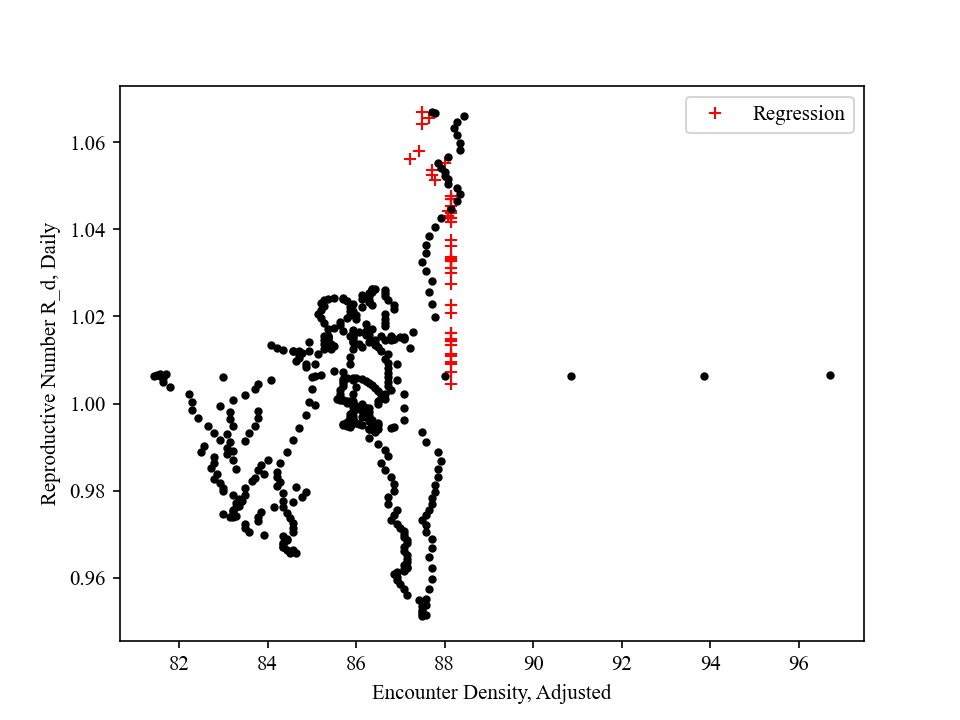 Regression
1.06
1.04
1.02
1.00
0.98
0.96
Reproductive Number R_d, Daily
82 84 86 88 90 92 94 96
Encounter Density, Adjusted